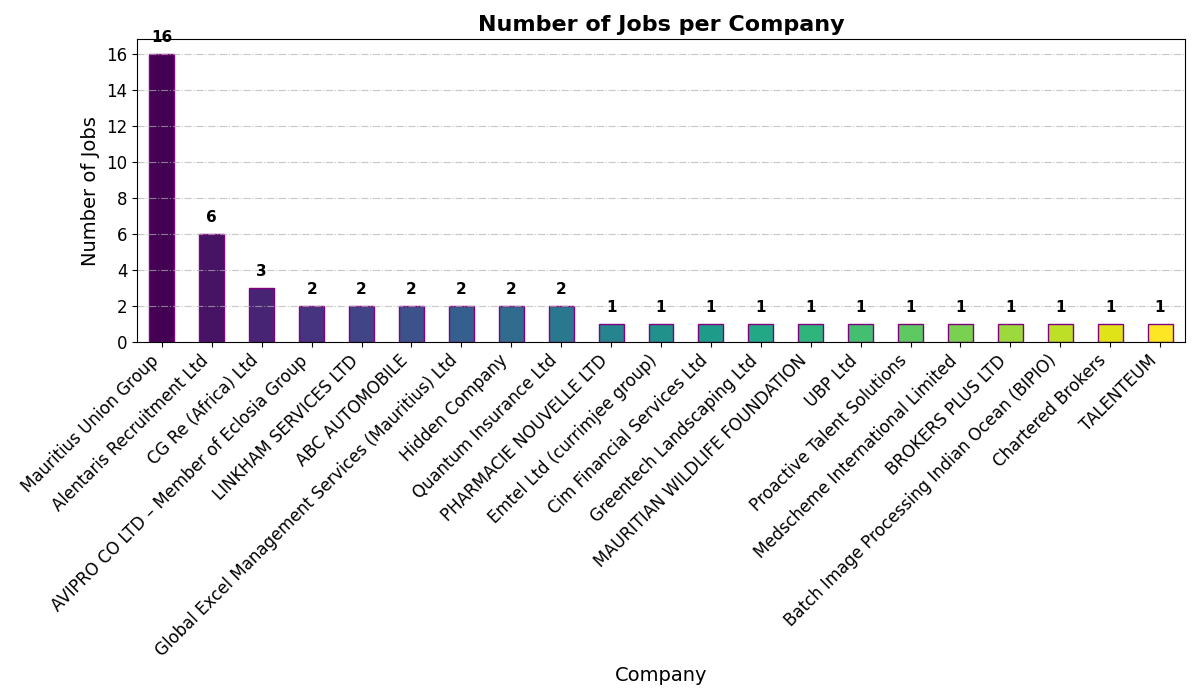 Number of Jobs per Company
Number of Jobs
16
14
12
10
8
6
4
2
0
16
6
3
2
2
2
2
2
2
1
1
1
1
1
1
1
1
1
1
1
1
Mauritius Union Group
Alentaris Recruitment Ltd
CG Re (Africa) Ltd
AVIPRO CO LTD – Member of Eclosia Group
LINKHAM SERVICES LTD
ABC AUTOMOBILE
Global Excel Management Services (Mauritius) Ltd
Hidden Company
Quantum Insurance Ltd
PHARMACIE NOUVELLE LTD
Emtel Ltd (currimjee group)
Cim Financial Services Ltd
Greentech Landscaping Ltd
MAURITIAN WILDLIFE FOUNDATION
UBP Ltd
Proactive Talent Solutions
Medscheme International Limited
BROKERS PLUS LTD
Batch Image Processing Indian Ocean (BIPIO)
Chartered Brokers
TALENTEUM
Company